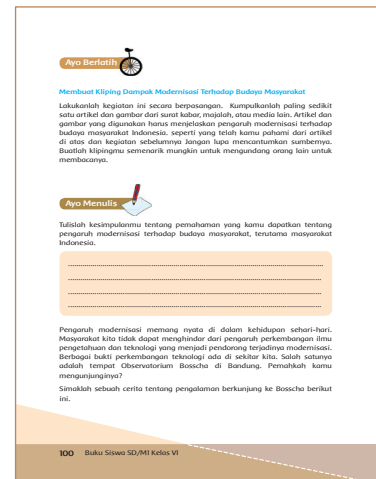 Ayo Berlatih
Membuat Kliping Dampak Modernisasi Terhadap Budaya Masyarakat
Lakukanlah kegiatan ini secara berpasangan. Kumpulkanlah paling sedikit
satu artikel dan gambar dari surat kabar, majalah, atau media lain. Artikel dan
gambar yang digunakan harus menjelaskan pengaruh modernisasi terhadap
budaya masyarakat Indonesia. seperti yang telah kamu pahami dari artikel
di atas dan kegiatan sebelumnya Jangan lupa mencantumkan sumbernya.
Buatlah klipingmu semenarik mungkin untuk mengundang orang lain untuk
membacanya.
Ayo Menulis
Tulislah kesimpulanmu tentang pemahaman yang kamu dapatkan tentang
pengaruh modernisasi terhadap budaya masyarakat, terutama masyarakat
Indonesia.
Pengaruh modernisasi memang nyata di dalam kehidupan sehari-hari.
Masyarakat kita tidak dapat menghindar dari pengaruh perkembangan ilmu
pengetahuan dan teknologi yang menjadi pendorong terjadinya modernisasi.
Berbagai bukti perkembangan teknologi ada di sekitar kita. Salah satunya
adalah tempat Observatorium Bosscha di Bandung. Pernahkah kamu
mengunjunginya?
Simaklah sebuah cerita tentang pengalaman berkunjung ke Bosscha berikut
ini.
100 Buku Siswa SD/MI Kelas VI